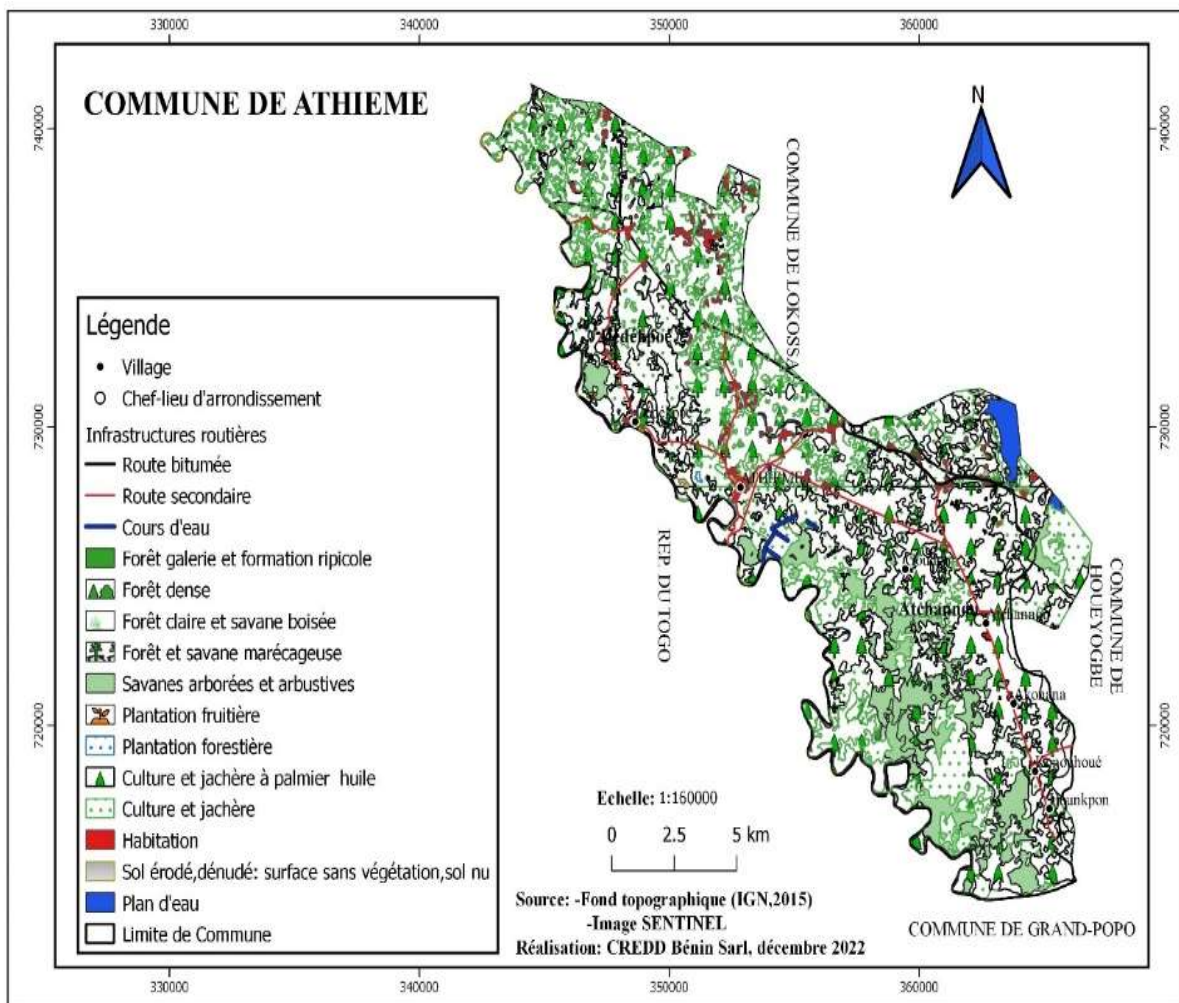 330000 340000 350000 360000
COMMUNE DE ATHIEME
N
740000 740000
COMMUNE DE LOKOSSA
Légende
Village
Chef-lieu d'arrondissement
Infrastructures routières
Route bitumée
Route secondaire
Cours d'eau
Forêt galerie et formation ripicole
Forêt dense
Forêt claire et savane boisée
Forêt et savane marécageuse
Savanes arborées et arbustives
Plantation fruitière
Plantation forestière
Culture et jachère à palmier huile
Culture et jachère
Habitation
Sol érodé,dénudé: surface sans végétation,sol nu
Plan d'eau
Limite de Commune
730000 730000
ATHIEME
REP. DU TOGO
COMMUNE DE
HOUEYOGBE
Atchannou
720000 720000
Echelle: 1:160000
0 2.5 5 km
Source: -Fond topographique (IGN,2015)
-Image SENTINEL
Réalisation: CREDD Bénin Sarl, décembre 2022
COMMUNE DE GRAND-POPO
330000 340000 350000 360000